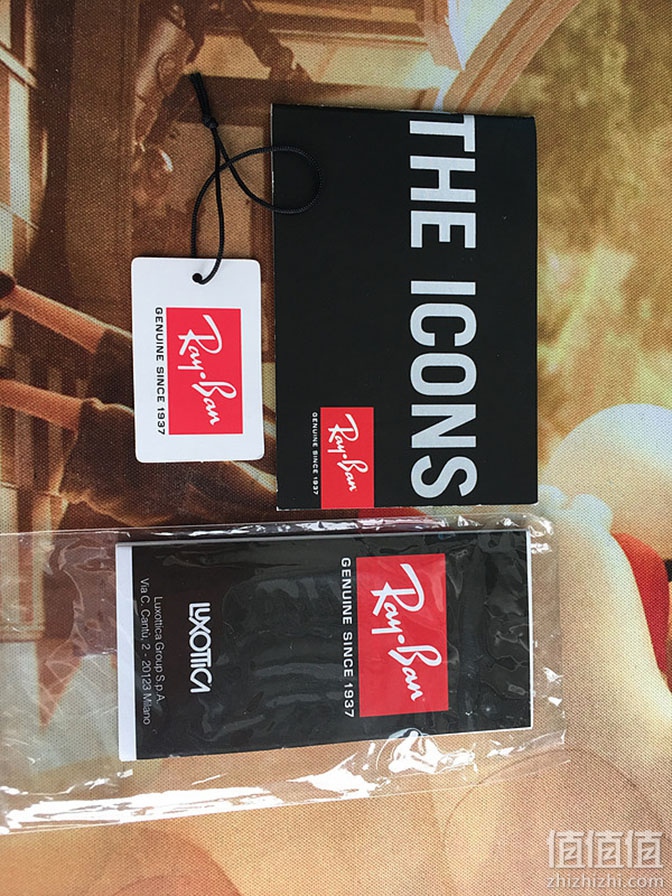 THE ICONS
Ray-Ban
GENUINE SINCE 1937
Ray-Ban
GENUINE SINCE 1937
Ray-Ban
GENUINE SINCE 1937
LUXOTTICA
Luxottica Group S.p.A.
Via C. Cantù, 2 - 20123 Milano
值值值
zhizhizhi.com